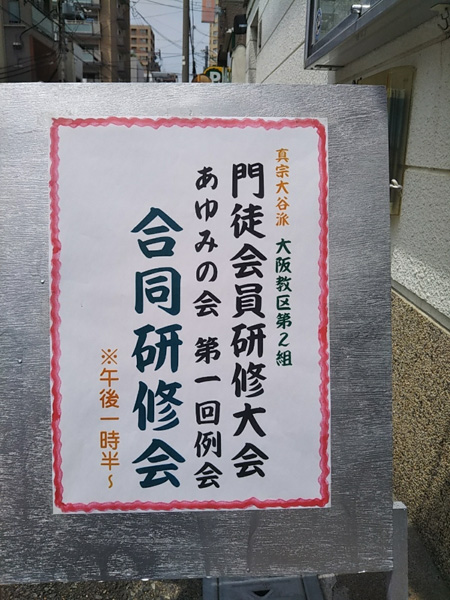 真宗大谷派 大阪教区第2組
門徒会員研修大会
あゆみの会 第一回例会
合同研修会
※午後一時半~
P